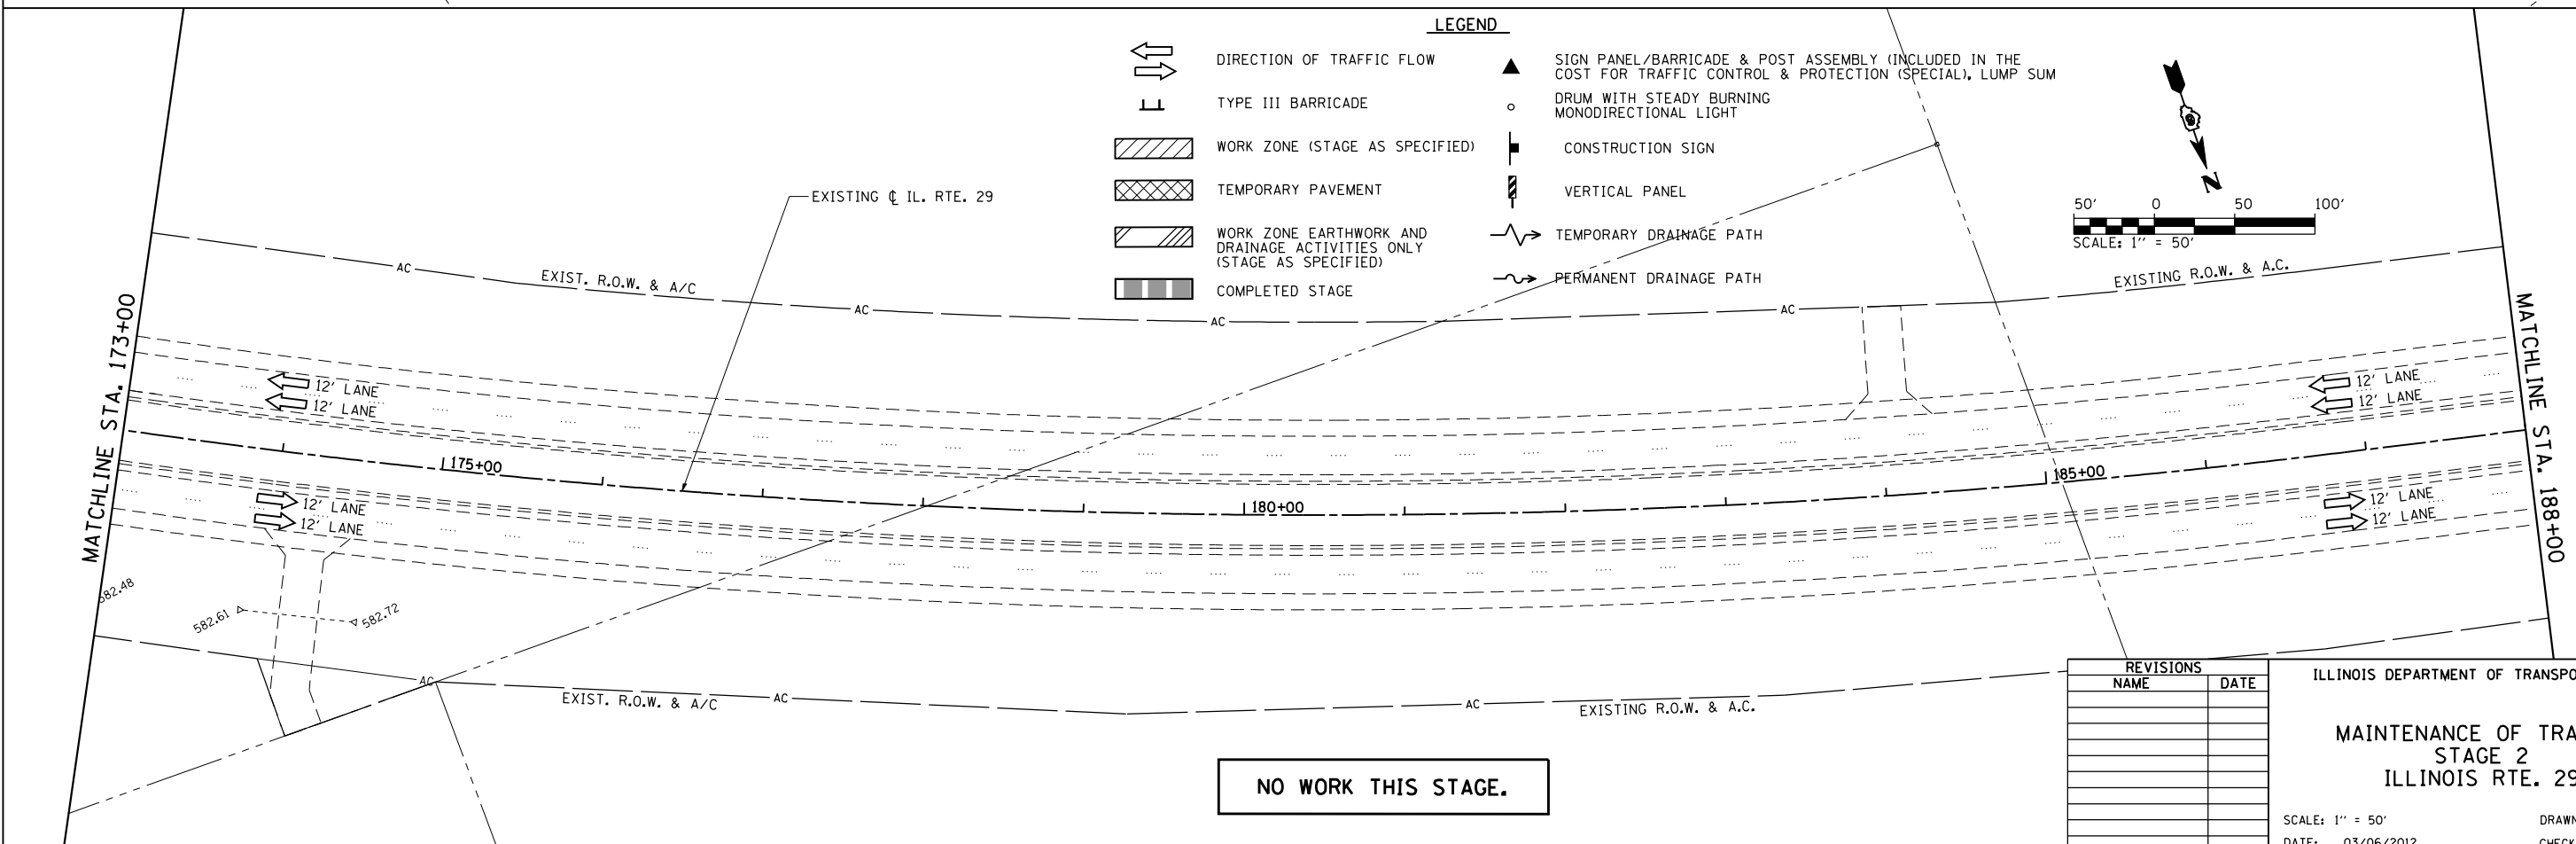 LEGEND
DIRECTION OF TRAFFIC FLOW
TYPE III BARRICADE
WORK ZONE (STAGE AS SPECIFIED)
TEMPORARY PAVEMENT
WORK ZONE EARTHWORK AND
DRAINAGE ACTIVITIES ONLY
(STAGE AS SPECIFIED)
COMPLETED STAGE
SIGN PANEL/BARRICADE & POST ASSEMBLY (INCLUDED IN THE
COST FOR TRAFFIC CONTROL & PROTECTION (SPECIAL), LUMP SUM
DRUM WITH STEADY BURNING
MONODIRECTIONAL LIGHT
CONSTRUCTION SIGN
VERTICAL PANEL
TEMPORARY DRAINAGE PATH
PERMANENT DRAINAGE PATH
N
50' 0 50 100'
SCALE: 1'' = 50'
EXISTING ℄ IL. RTE. 29
AC
EXIST. R.O.W. & A/C
AC
AC
AC
EXISTING R.O.W. & A.C.
MATCHLINE STA. 173+00
MATCHLINE STA. 188+00
12' LANE
12' LANE
12' LANE
12' LANE
175+00
180+00
185+00
12' LANE
12' LANE
12' LANE
12' LANE
582.48
582.61
582.72
AC
EXIST. R.O.W. & A/C
AC
AC
EXISTING R.O.W. & A.C.
NO WORK THIS STAGE.
REVISIONS
NAME DATE
ILLINOIS DEPARTMENT OF TRANSPO
MAINTENANCE OF TRA
STAGE 2
ILLINOIS RTE. 29
SCALE: 1'' = 50'
DRAWN
DATE: 03/06/2012
CHECK